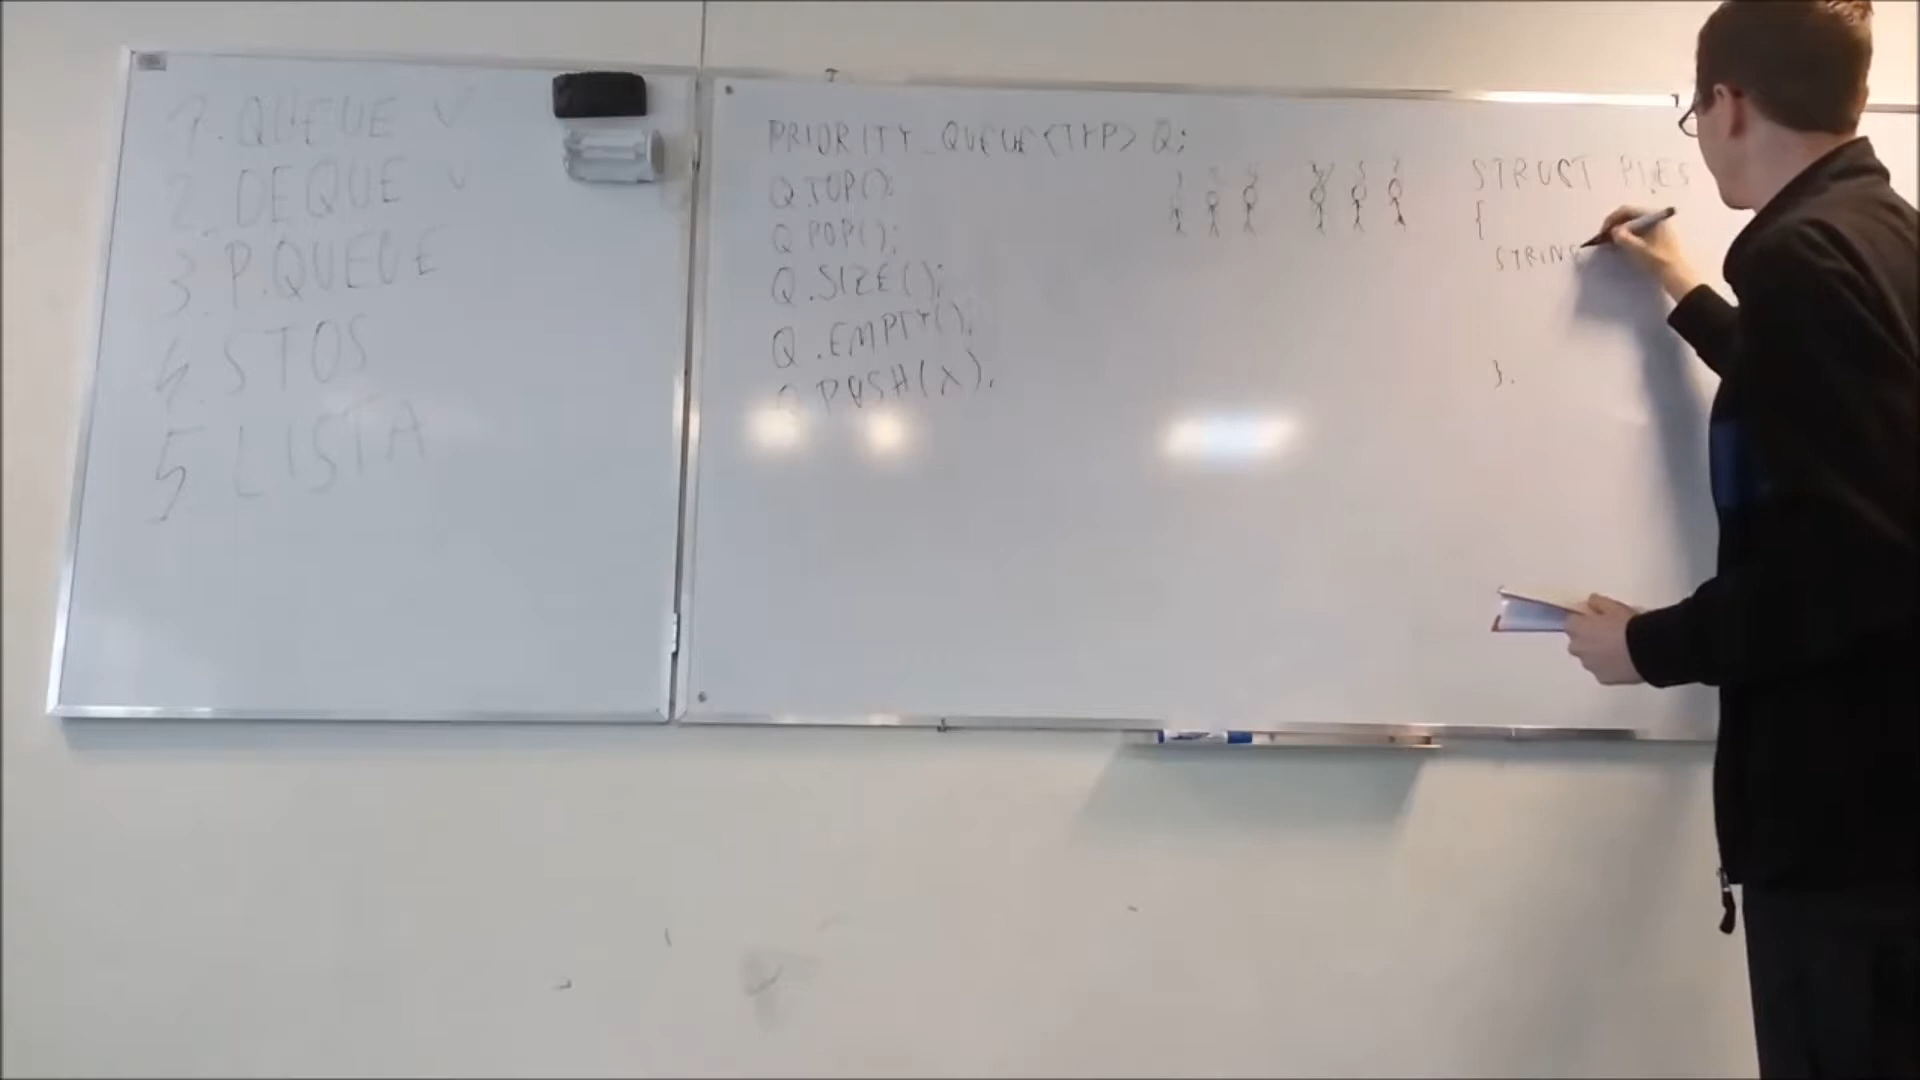 1. QUEUE ✓
2. DEQUE ✓
3. P.QUEUE
4. STOS
5. LISTA
PRIORITY_QUEUE<TYP> Q;
Q.TOP();
Q.POP();
Q.SIZE();
Q.EMPTY();
Q.PUSH(X);
STRUCT PIES
{
STRING
};